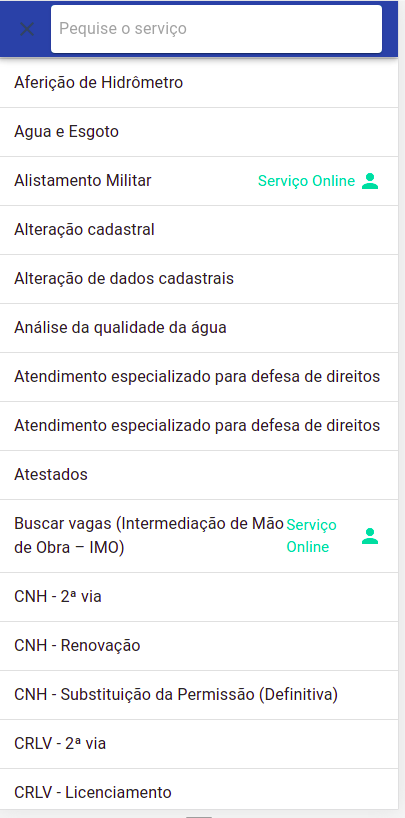 Pequise o serviço
Aferição de Hidrômetro
Agua e Esgoto
Alistamento Militar Serviço Online
Alteração cadastral
Alteração de dados cadastrais
Análise da qualidade da água
Atendimento especializado para defesa de direitos
Atendimento especializado para defesa de direitos
Atestados
Buscar vagas (Intermediação de Mão Serviço
de Obra – IMO) Online
CNH - 2ª via
CNH - Renovação
CNH - Substituição da Permissão (Definitiva)
CRLV - 2ª via
CRLV - Licenciamento